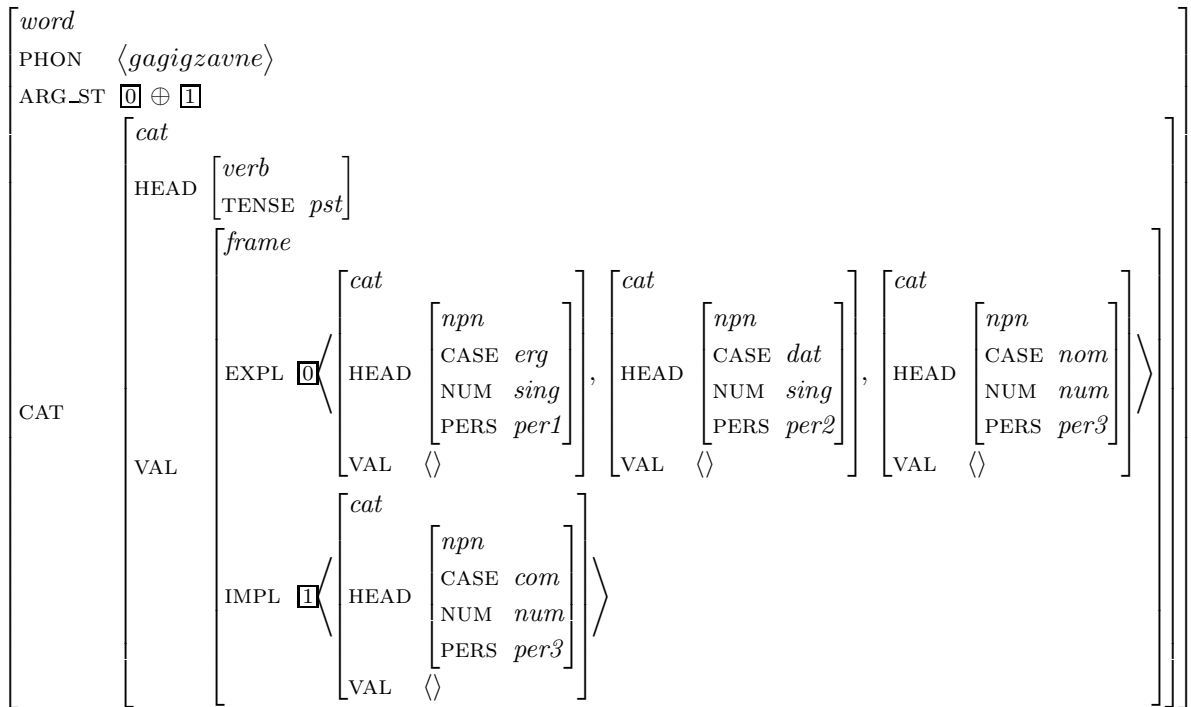 word
PHON ⟨gagigzavne⟩
ARG_ST 0 ⊕ 1
cat
HEAD verb
TENSE pst
frame
cat cat cat
npn npn npn
CASE erg CASE dat CASE nom
EXPL 0 HEAD NUM sing , HEAD NUM sing , HEAD NUM num
PERS per1 PERS per2 PERS per3
CAT
VAL VAL ⟨⟩ VAL ⟨⟩ VAL ⟨⟩
cat
npn
CASE com
IMPL 1 HEAD NUM num
PERS per3
VAL ⟨⟩